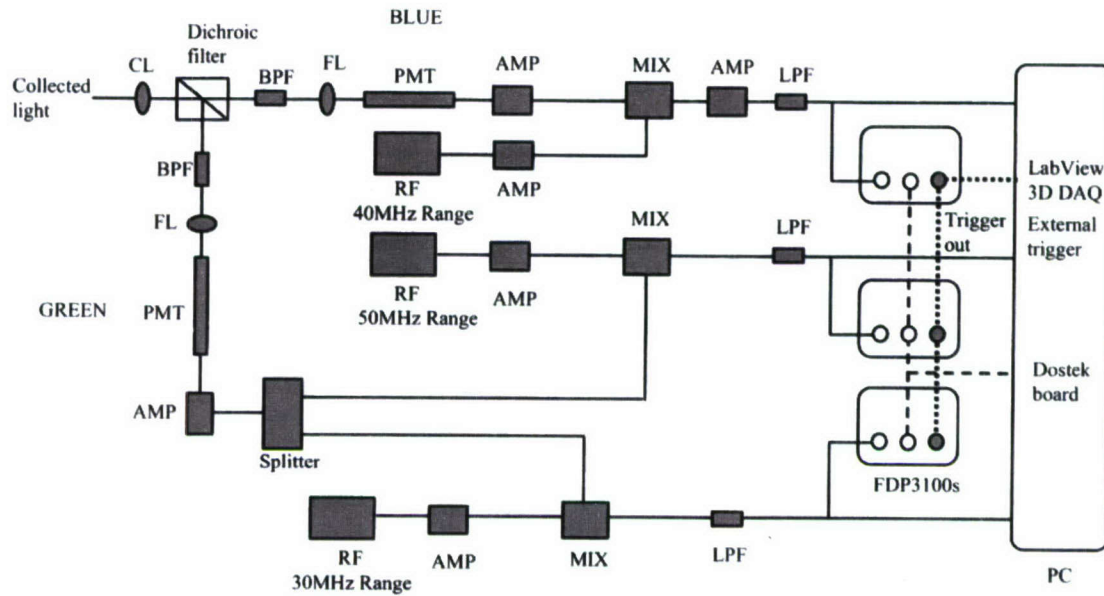 BLUE
Dichroic
filter
CL
BPF
FL
PMT
AMP
MIX
AMP
LPF
Collected
light
BPF
RF
40MHz Range
AMP
LabView
3D DAQ
FL
MIX
LPF
Trigger
out
External
trigger
GREEN
PMT
RF
50MHz Range
AMP
AMP
Splitter
Dostek
board
FDP3100s
RF
30MHz Range
AMP
MIX
LPF
PC